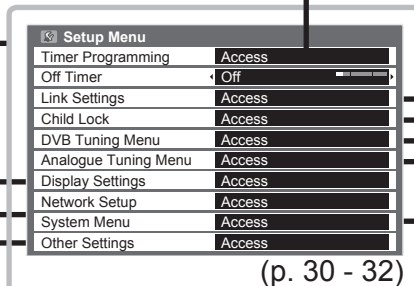 Setup Menu
Timer Programming Access
Off Timer Off
Link Settings Access
Child Lock Access
DVB Tuning Menu Access
Analogue Tuning Menu Access
Display Settings Access
Network Setup Access
System Menu Access
Other Settings Access
(p. 30 - 32)